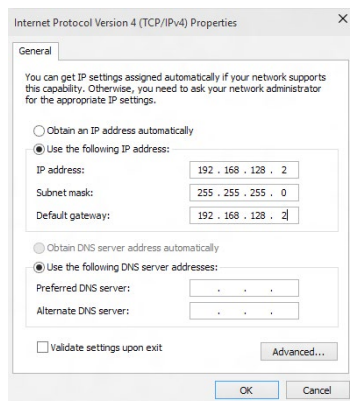 Internet Protocol Version 4 (TCP/IPv4) Properties
General
You can get IP settings assigned automatically if your network supports
this capability. Otherwise, you need to ask your network administrator
for the appropriate IP settings.
Obtain an IP address automatically
Use the following IP address:
IP address: 192 . 168 . 128 . 2
Subnet mask: 255 . 255 . 255 . 0
Default gateway: 192 . 168 . 128 . 2
Obtain DNS server address automatically
Use the following DNS server addresses:
Preferred DNS server: . . .
Alternate DNS server: . . .
Validate settings upon exit
Advanced...
OK Cancel